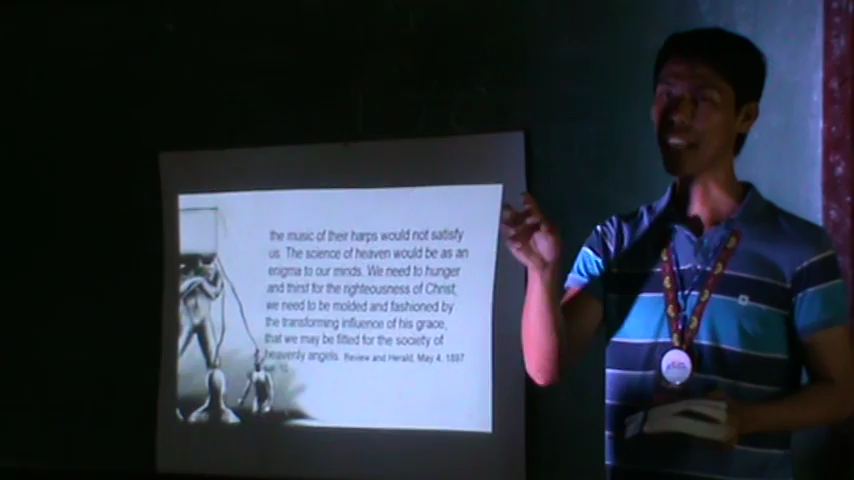 the music of their harps would not satisfy
us. The science of heaven would be as an
enigma to our minds. We need to hunger
and thirst for the righteousness of Christ,
we need to be molded and fashioned by
the transforming influence of his grace,
that we may be fitted for the society of
heavenly angels. Review and Herald, May 4, 1897